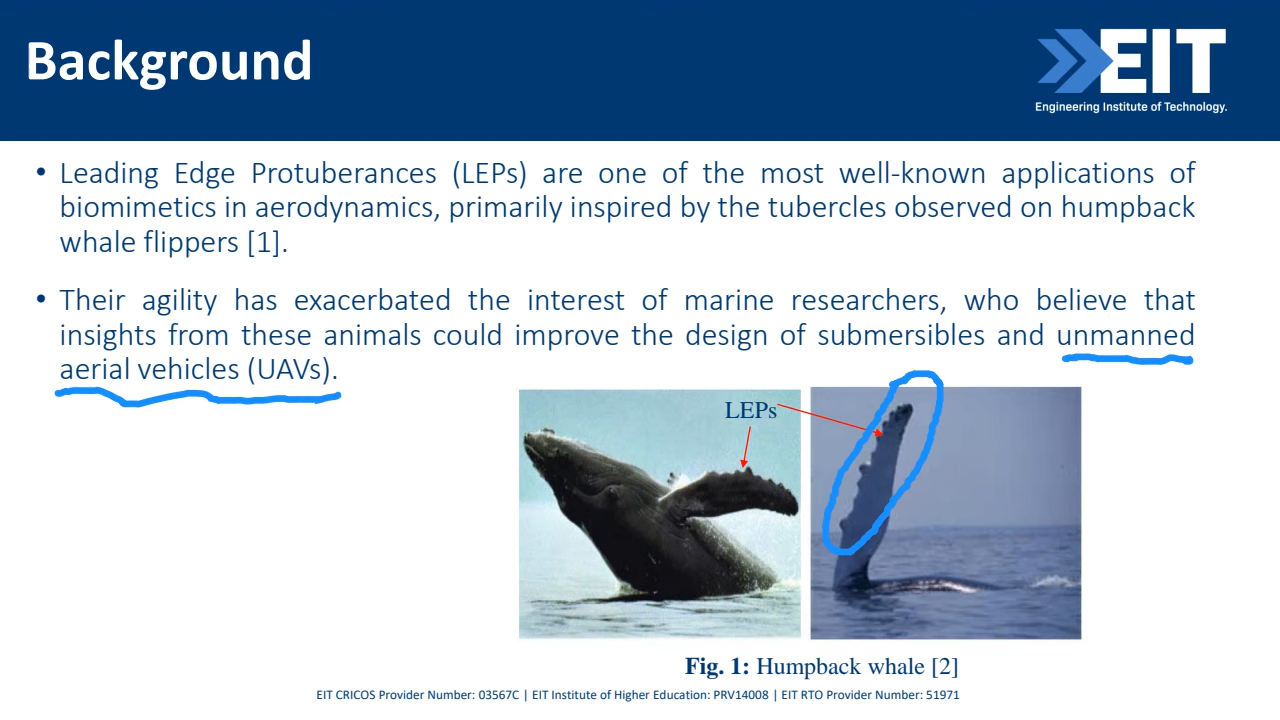 Background
EIT
Engineering Institute of Technology.
• Leading Edge Protuberances (LEPs) are one of the most well-known applications of
biomimetics in aerodynamics, primarily inspired by the tubercles observed on humpback
whale flippers [1].
• Their agility has exacerbated the interest of marine researchers, who believe that
insights from these animals could improve the design of submersibles and unmanned
aerial vehicles (UAVs).
LEPs
Fig. 1: Humpback whale [2]
EIT CRICOS Provider Number: 03567C | EIT Institute of Higher Education: PRV14008 | EIT RTO Provider Number: 51971